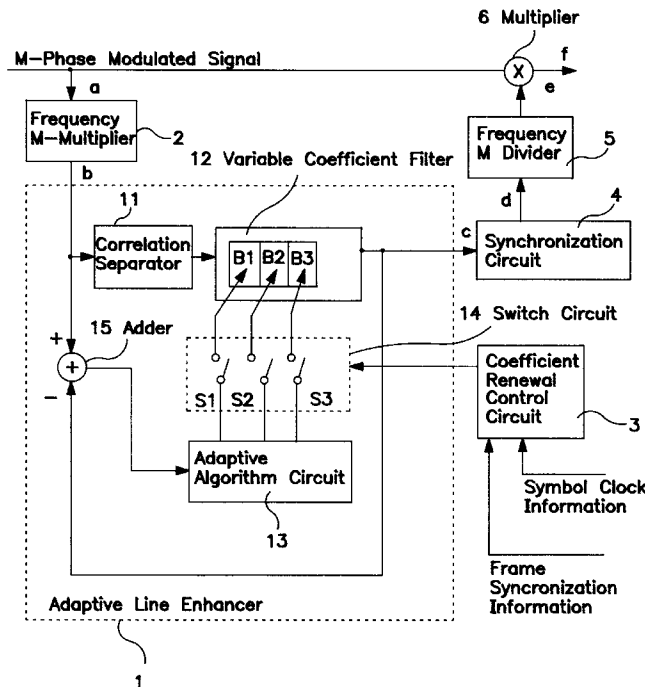 6 Multiplier
M-Phase Modulated Signal
X
f
a
e
Frequency
M-Multiplier
2
Frequency
M Divider
5
b
12 Variable Coefficient Filter
d
11
4
Correlation
Separator
B1 B2 B3
c
Synchronization
Circuit
14 Switch Circuit
+
15 Adder
+
−
S1 S2 S3
Coefficient
Renewal
Control
Circuit
3
Adaptive
Algorithm Circuit
13
Symbol Clock
Information
Frame
Syncronization
Information
Adaptive Line Enhancer
1